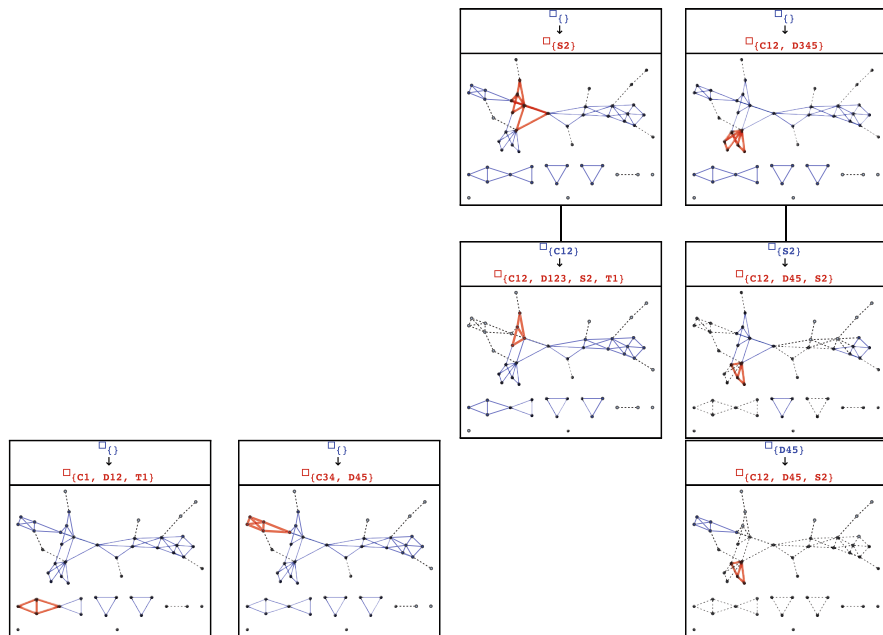 □{}
↓
□{S2}
□{}
↓
□{C12, D345}
□{C12}
↓
□{C12, D123, S2, T1}
□{S2}
↓
□{C12, D45, S2}
□{}
↓
□{C1, D12, T1}
□{}
↓
□{C34, D45}
□{D45}
↓
□{C12, D45, S2}